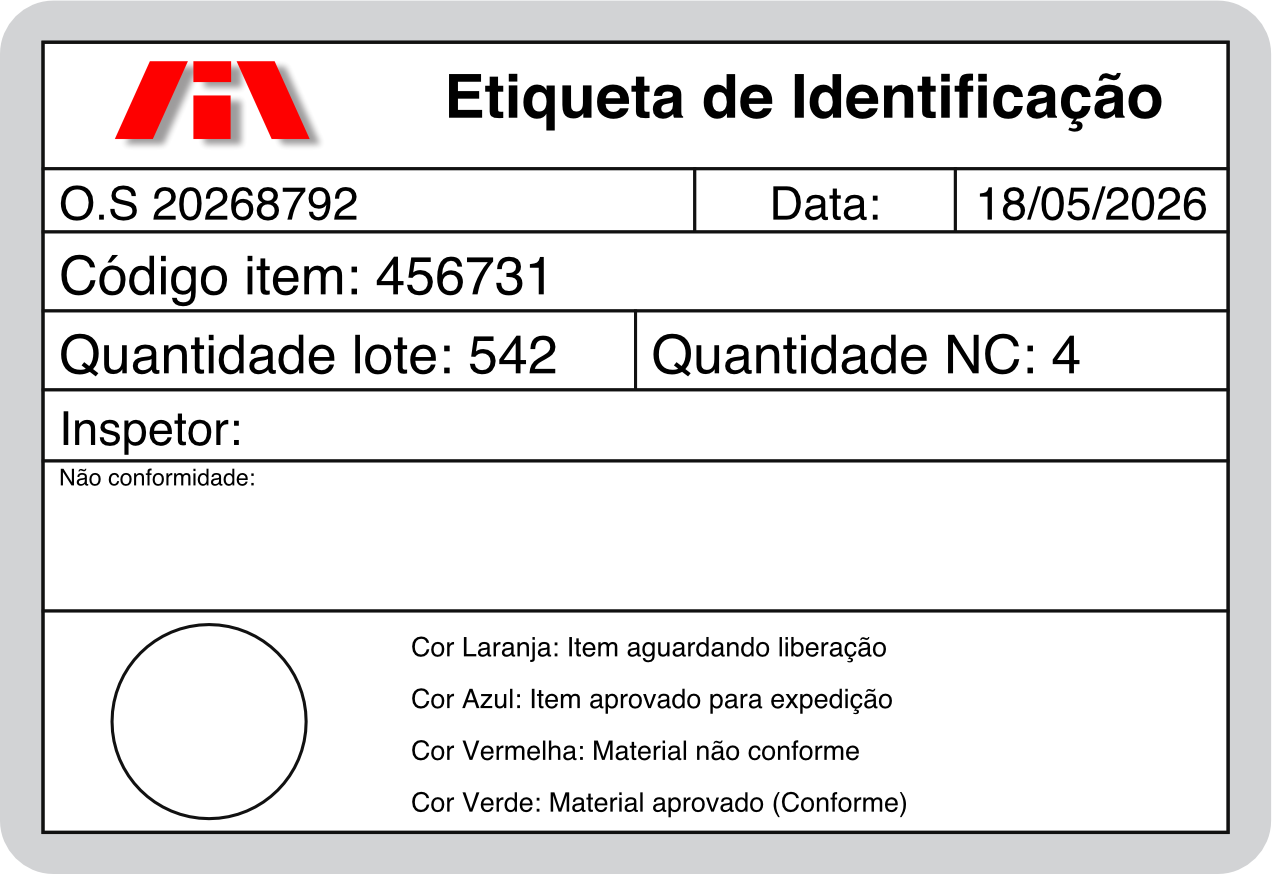 Etiqueta de Identificação
O.S 20268792 Data: 18/05/2026
Código item: 456731
Quantidade lote: 542 Quantidade NC: 4
Inspetor:
Não conformidade:
Cor Laranja: Item aguardando liberação
Cor Azul: Item aprovado para expedição
Cor Vermelha: Material não conforme
Cor Verde: Material aprovado (Conforme)